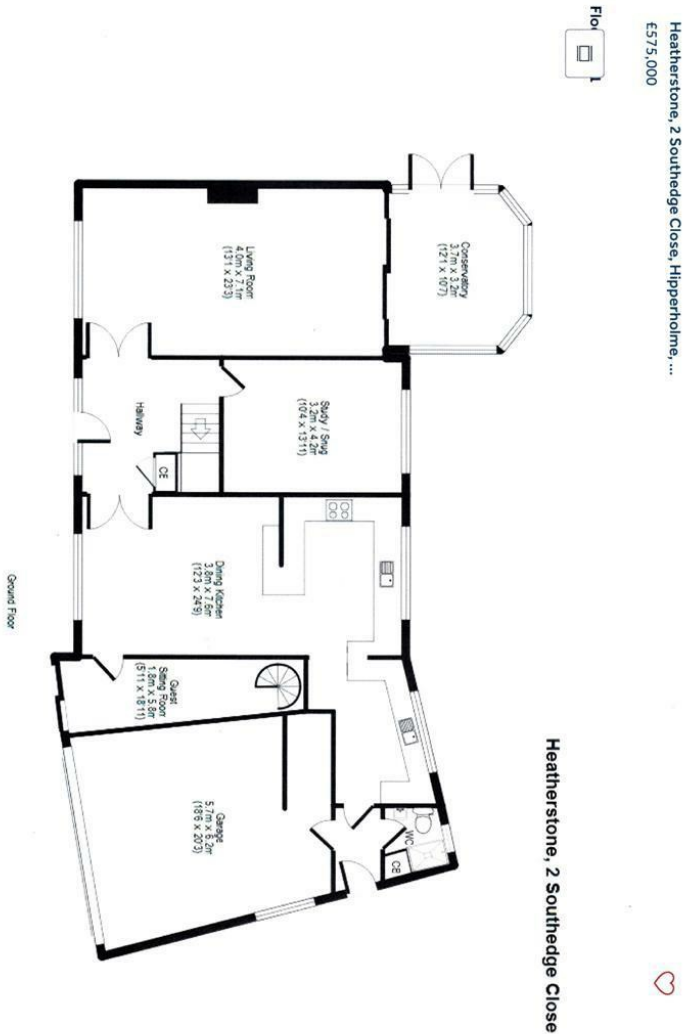 Heatherstone, 2 Southedge Close, Hipperholme, ...
£575,000
Heatherstone, 2 Southedge Close
Conservatory
3.7m x 3.2m
(12'1 x 10'7)
Living Room
4.0m x 7.1m
(13'1 x 23'3)
Study / Snug
3.2m x 4.2m
(10'4 x 13'11)
Hallway
CE
Dining Kitchen
3.8m x 7.6m
(12'3 x 24'9)
Guest
Sitting Room
1.8m x 5.8m
(5'11 x 18'11)
Garage
5.7m x 6.2m
(18'6 x 20'3)
WC
CE
Ground Floor